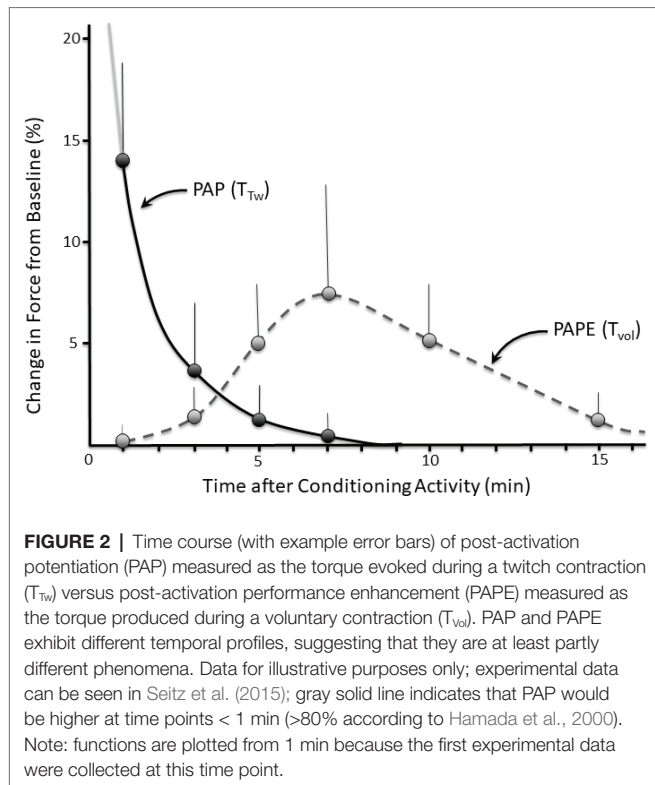 20
15
10
5
0
5
10
15
Change in Force from Baseline (%)
PAP (TTw)
PAPE (Tvol)
Time after Conditioning Activity (min)
FIGURE 2 | Time course (with example error bars) of post-activation
potentiation (PAP) measured as the torque evoked during a twitch contraction
(TTw) versus post-activation performance enhancement (PAPE) measured as
the torque produced during a voluntary contraction (TVol). PAP and PAPE
exhibit different temporal profiles, suggesting that they are at least partly
different phenomena. Data for illustrative purposes only; experimental data
can be seen in Seitz et al. (2015); gray solid line indicates that PAP would
be higher at time points < 1 min (>80% according to Hamada et al., 2000).
Note: functions are plotted from 1 min because the first experimental data
were collected at this time point.